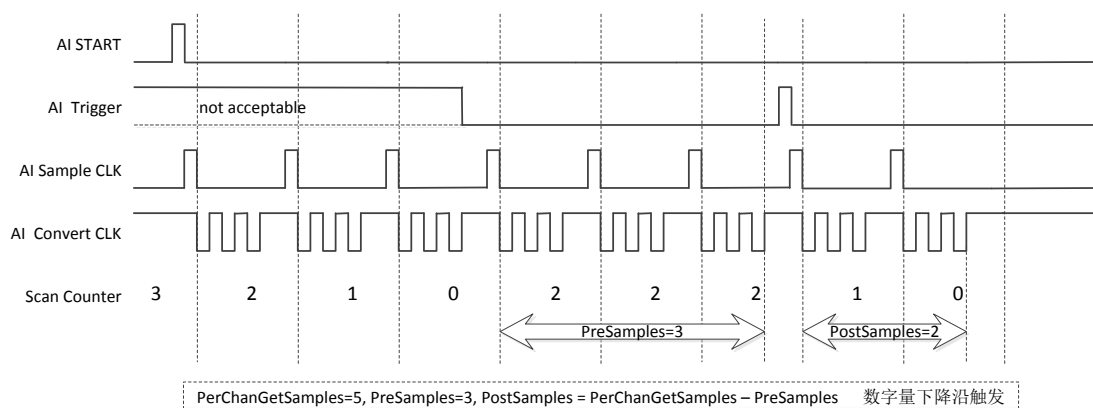 AI START
AI Trigger
not acceptable
AI Sample CLK
AI Convert CLK
Scan Counter 3 2 1 0 2 2 2 1 0
PreSamples=3 PostSamples=2
PerChanGetSamples=5, PreSamples=3, PostSamples = PerChanGetSamples – PreSamples 数字量下降沿触发